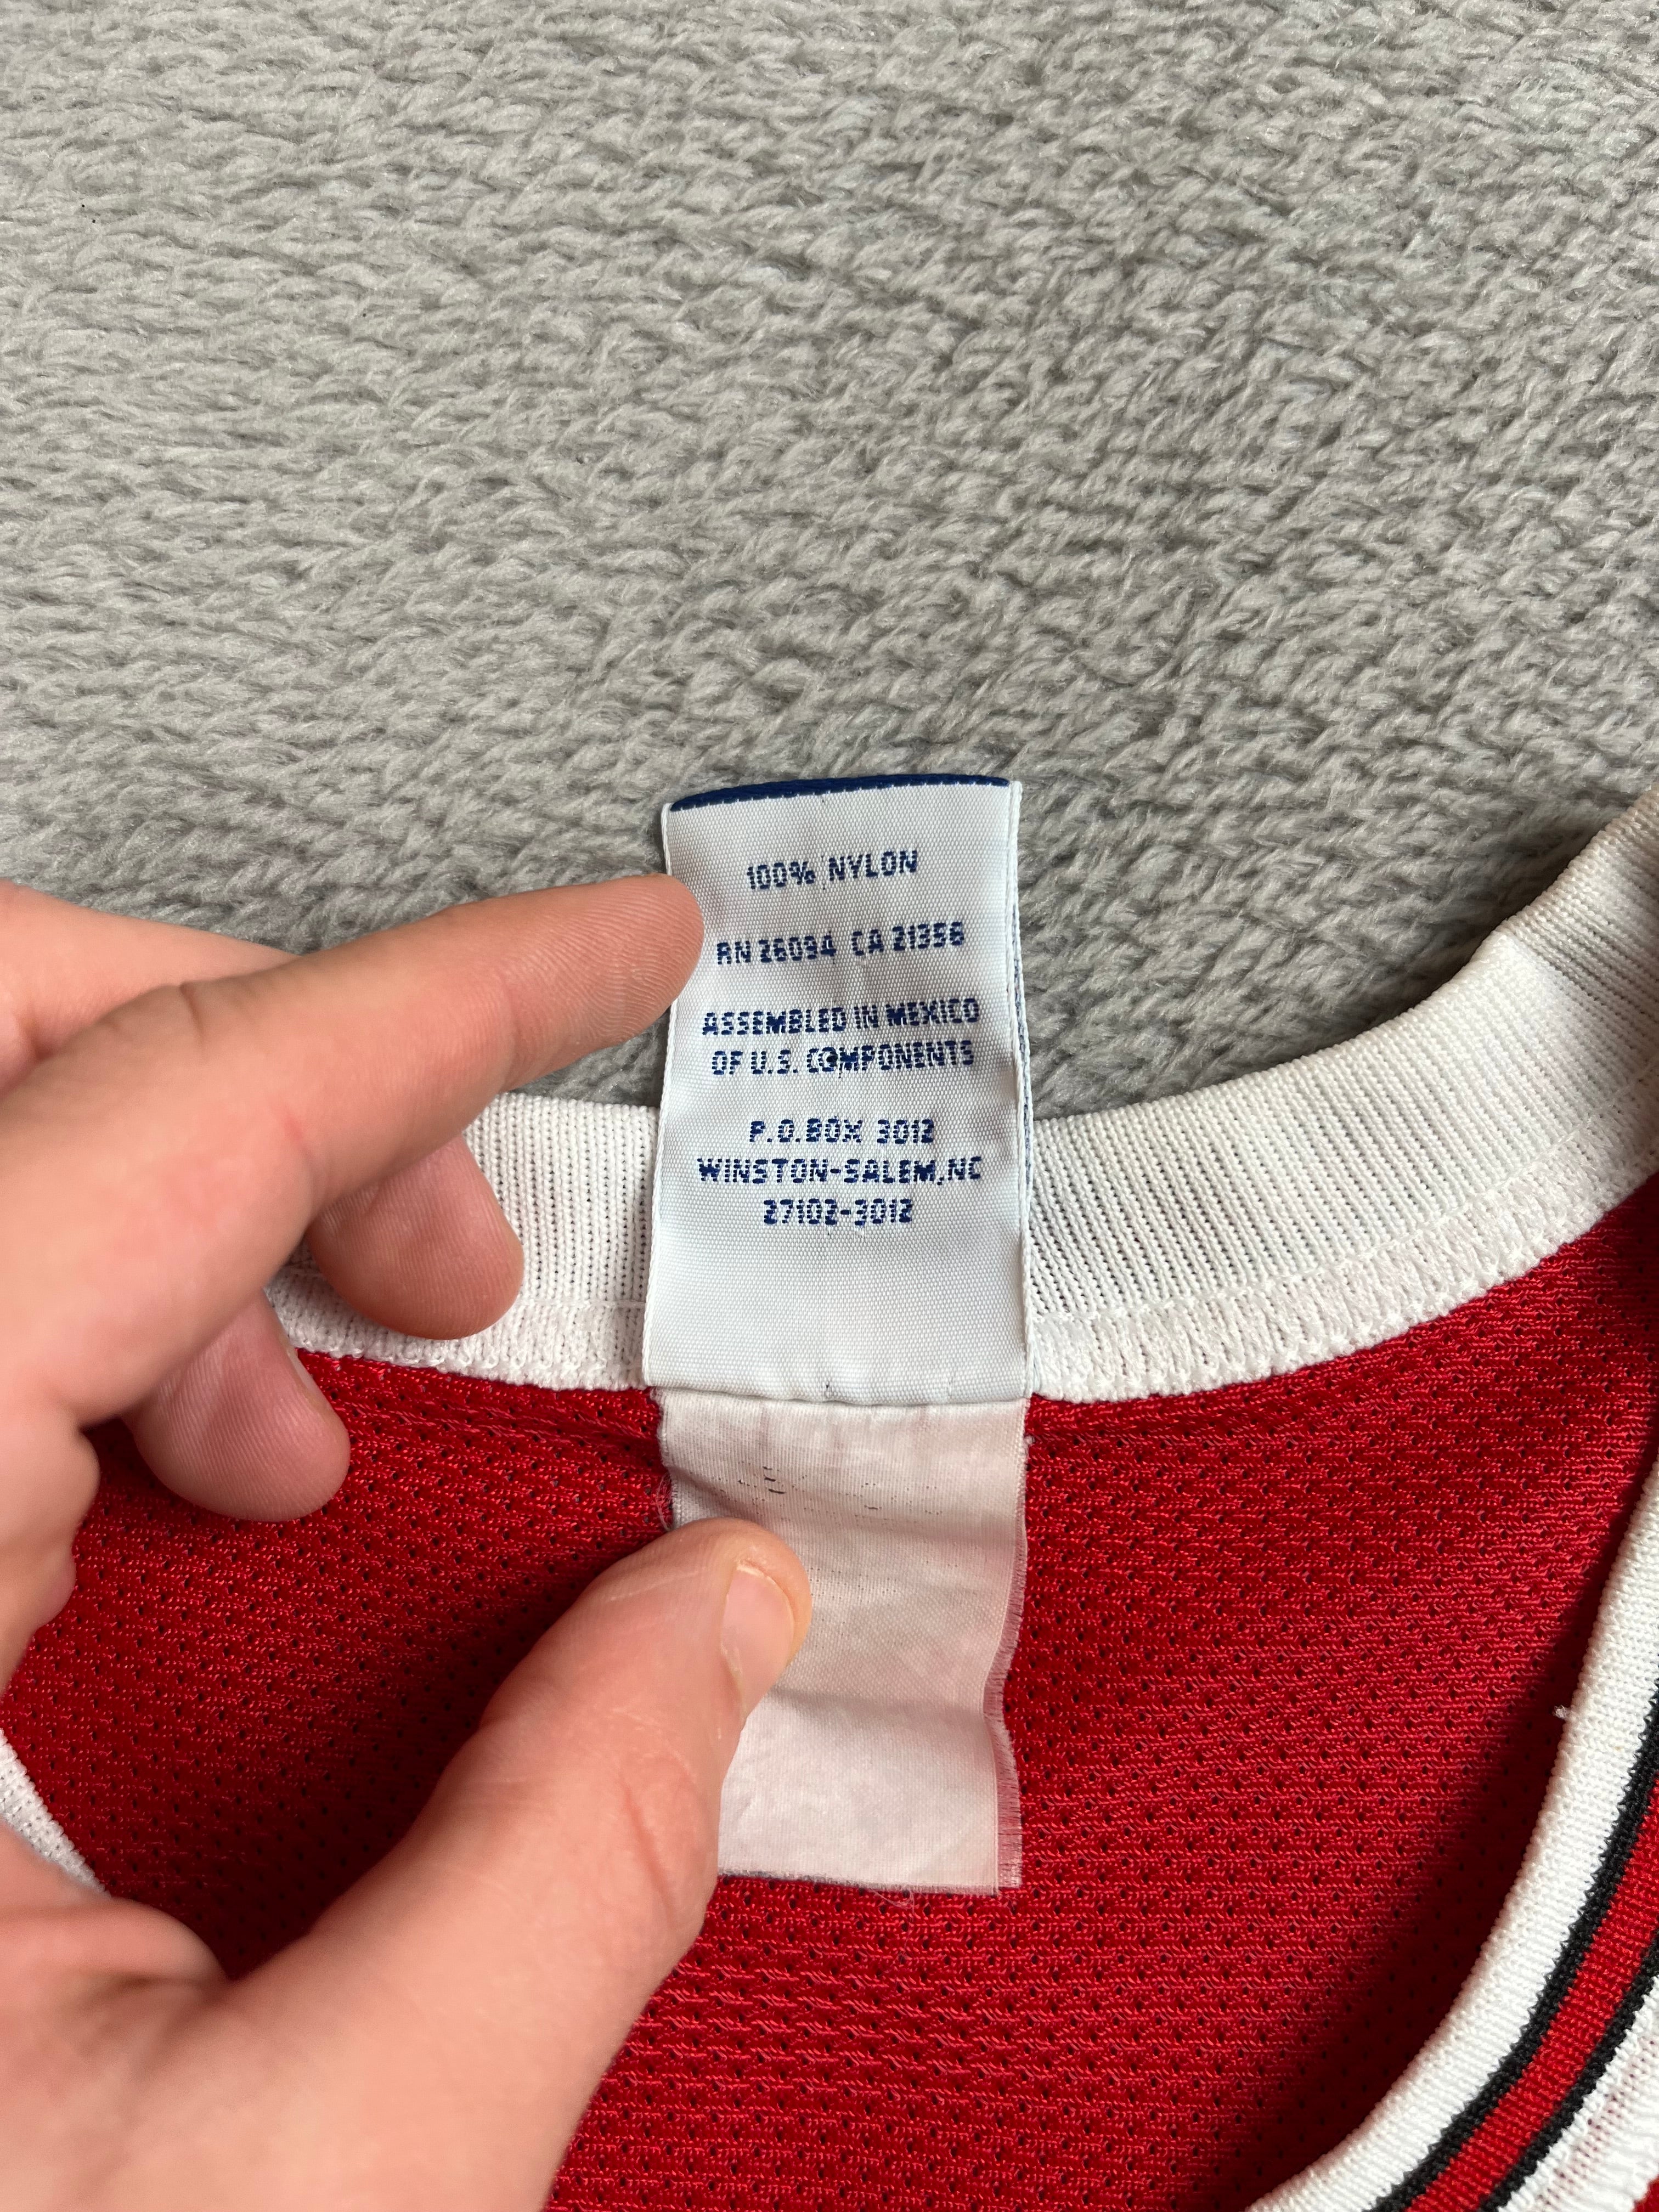 100% NYLON
RN 26094 CA 21356
ASSEMBLED IN MEXICO
OF U.S. COMPONENTS
P.O.BOX 3012
WINSTON-SALEM,NC
27102-3012